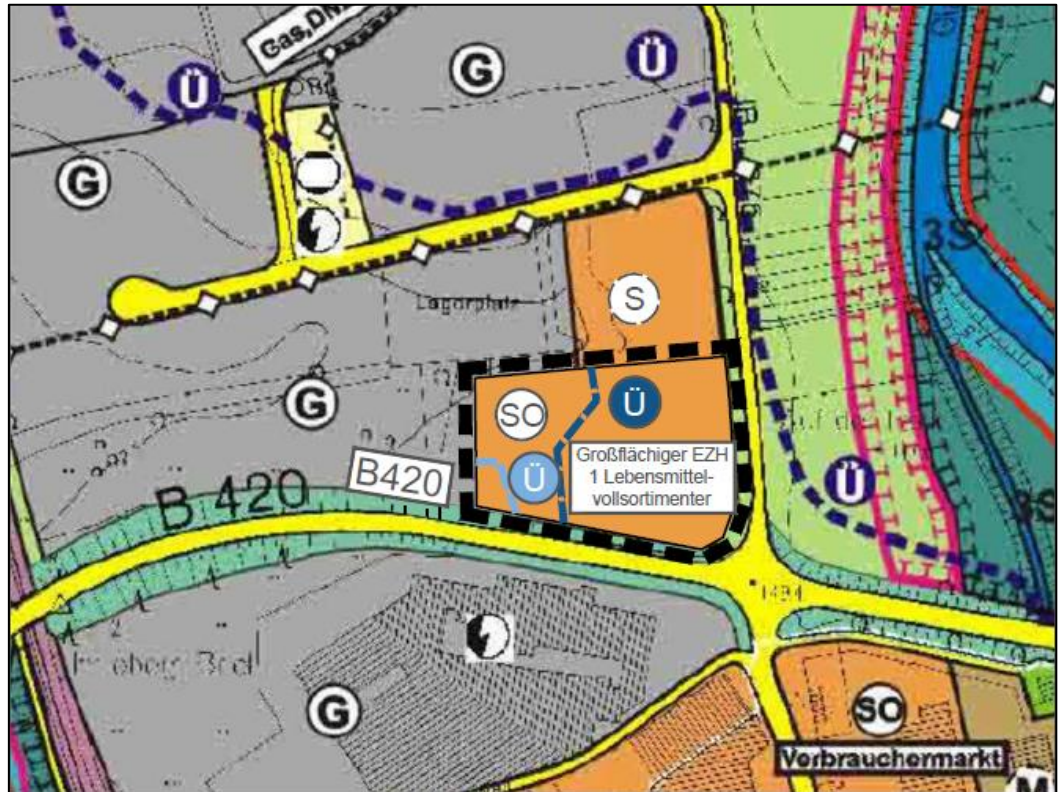 Gas,DN
Ü
G
Ü
G
S
Lagerplatz
SO
Ü
G
Großflächiger EZH
1 Lebensmittel-
vollsortimenter
Ü
B420
B 420
Ü
G
SO
Verbrauchermarkt
M